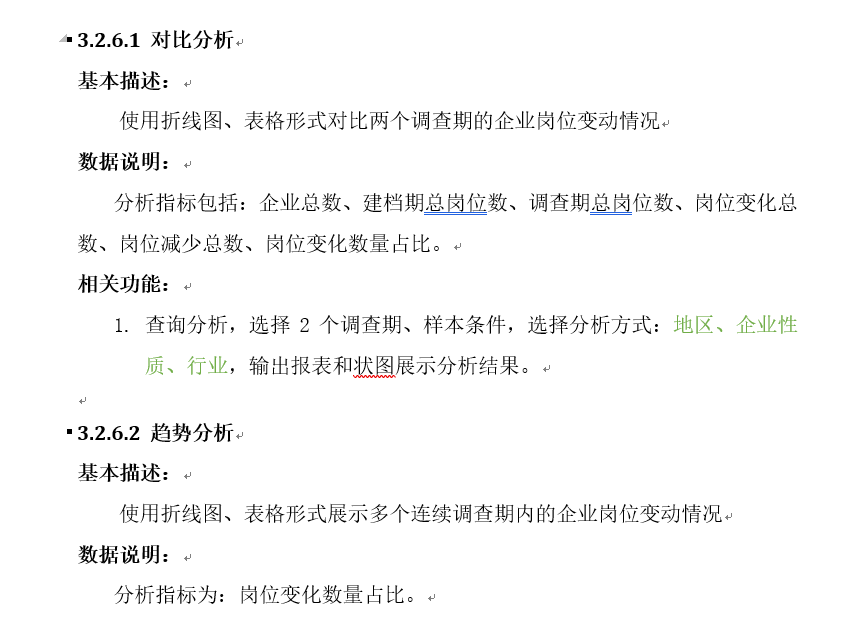 3.2.6.1 对比分析
基本描述：
使用折线图、表格形式对比两个调查期的企业岗位变动情况
数据说明：
分析指标包括：企业总数、建档期总岗位数、调查期总岗位数、岗位变化总
数、岗位减少总数、岗位变化数量占比。
相关功能：
1. 查询分析，选择 2 个调查期、样本条件，选择分析方式：地区、企业性
质、行业，输出报表和状图展示分析结果。
3.2.6.2 趋势分析
基本描述：
使用折线图、表格形式展示多个连续调查期内的企业岗位变动情况
数据说明：
分析指标为：岗位变化数量占比。